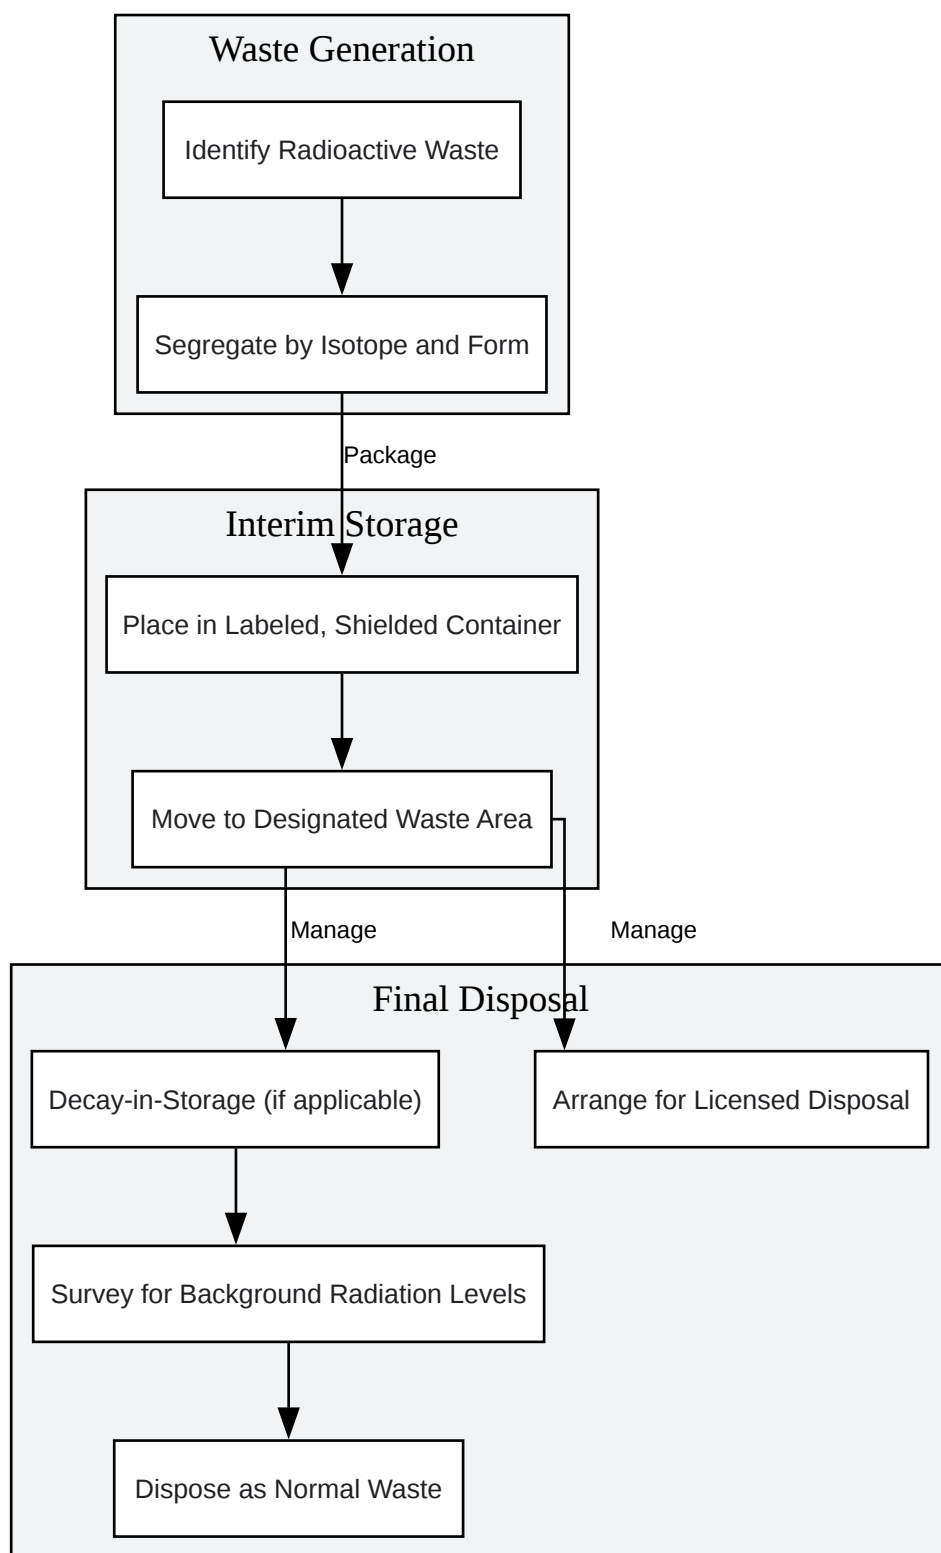 Waste Generation
Identify Radioactive Waste
Segregate by Isotope and Form
Package
Interim Storage
Place in Labeled, Shielded Container
Move to Designated Waste Area
Manage
Manage
Final Disposal
Decay-in-Storage (if applicable)
Arrange for Licensed Disposal
Survey for Background Radiation Levels
Dispose as Normal Waste